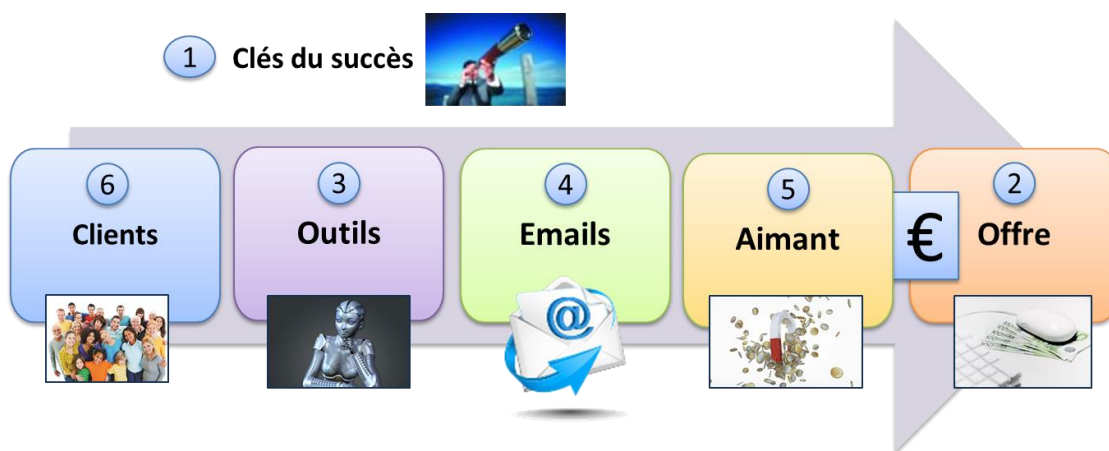 1 Clés du succès
6
Clients
3
Outils
4
Emails
@
5
Aimant
€
2
Offre